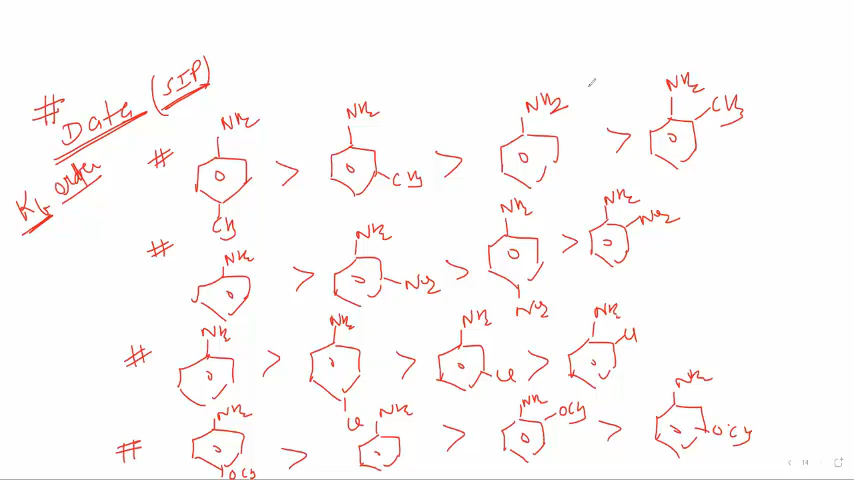 # Data (SIP)
Kb order
# NH2 CH3 > NH2 CH3 > NH2 > NH2 CH3
# NH2 > NH2 NO2 > NH2 NO2 > NH2 NO2
# NH2 > NH2 Cl > NH2 Cl > NH2 Cl
# NH2 OCH3 > NH2 > NH2 OCH3 > NH2 OCH3
14